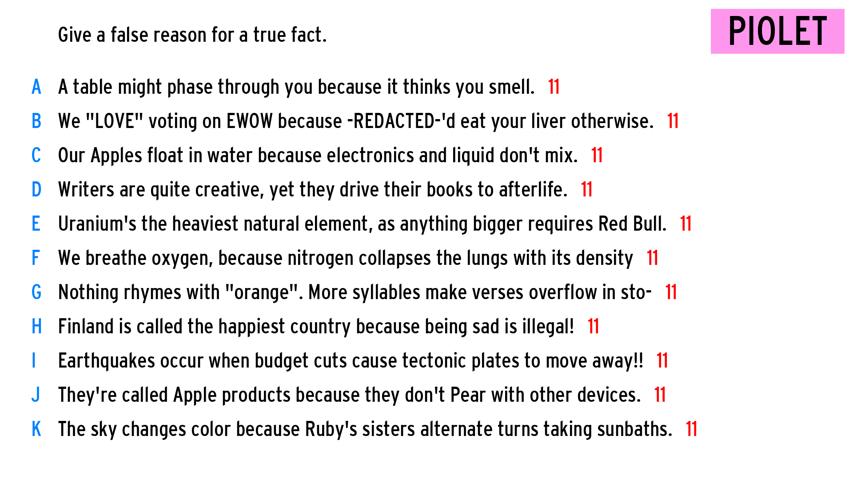 Give a false reason for a true fact.
PIOLET
A A table might phase through you because it thinks you smell. 11
B We "LOVE" voting on EWOW because -REDACTED-'d eat your liver otherwise. 11
C Our Apples float in water because electronics and liquid don't mix. 11
D Writers are quite creative, yet they drive their books to afterlife. 11
E Uranium's the heaviest natural element, as anything bigger requires Red Bull. 11
F We breathe oxygen, because nitrogen collapses the lungs with its density 11
G Nothing rhymes with "orange". More syllables make verses overflow in sto- 11
H Finland is called the happiest country because being sad is illegal! 11
I Earthquakes occur when budget cuts cause tectonic plates to move away!! 11
J They're called Apple products because they don't Pear with other devices. 11
K The sky changes color because Ruby's sisters alternate turns taking sunbaths. 11